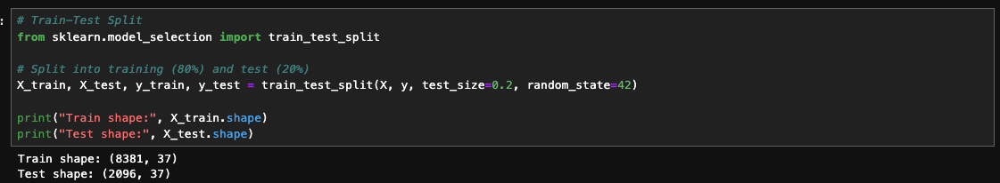 :
# Train-Test Split
from sklearn.model_selection import train_test_split
# Split into training (80%) and test (20%)
X_train, X_test, y_train, y_test = train_test_split(X, y, test_size=0.2, random_state=42)
print("Train shape:", X_train.shape)
print("Test shape:", X_test.shape)
Train shape: (8381, 37)
Test shape: (2096, 37)